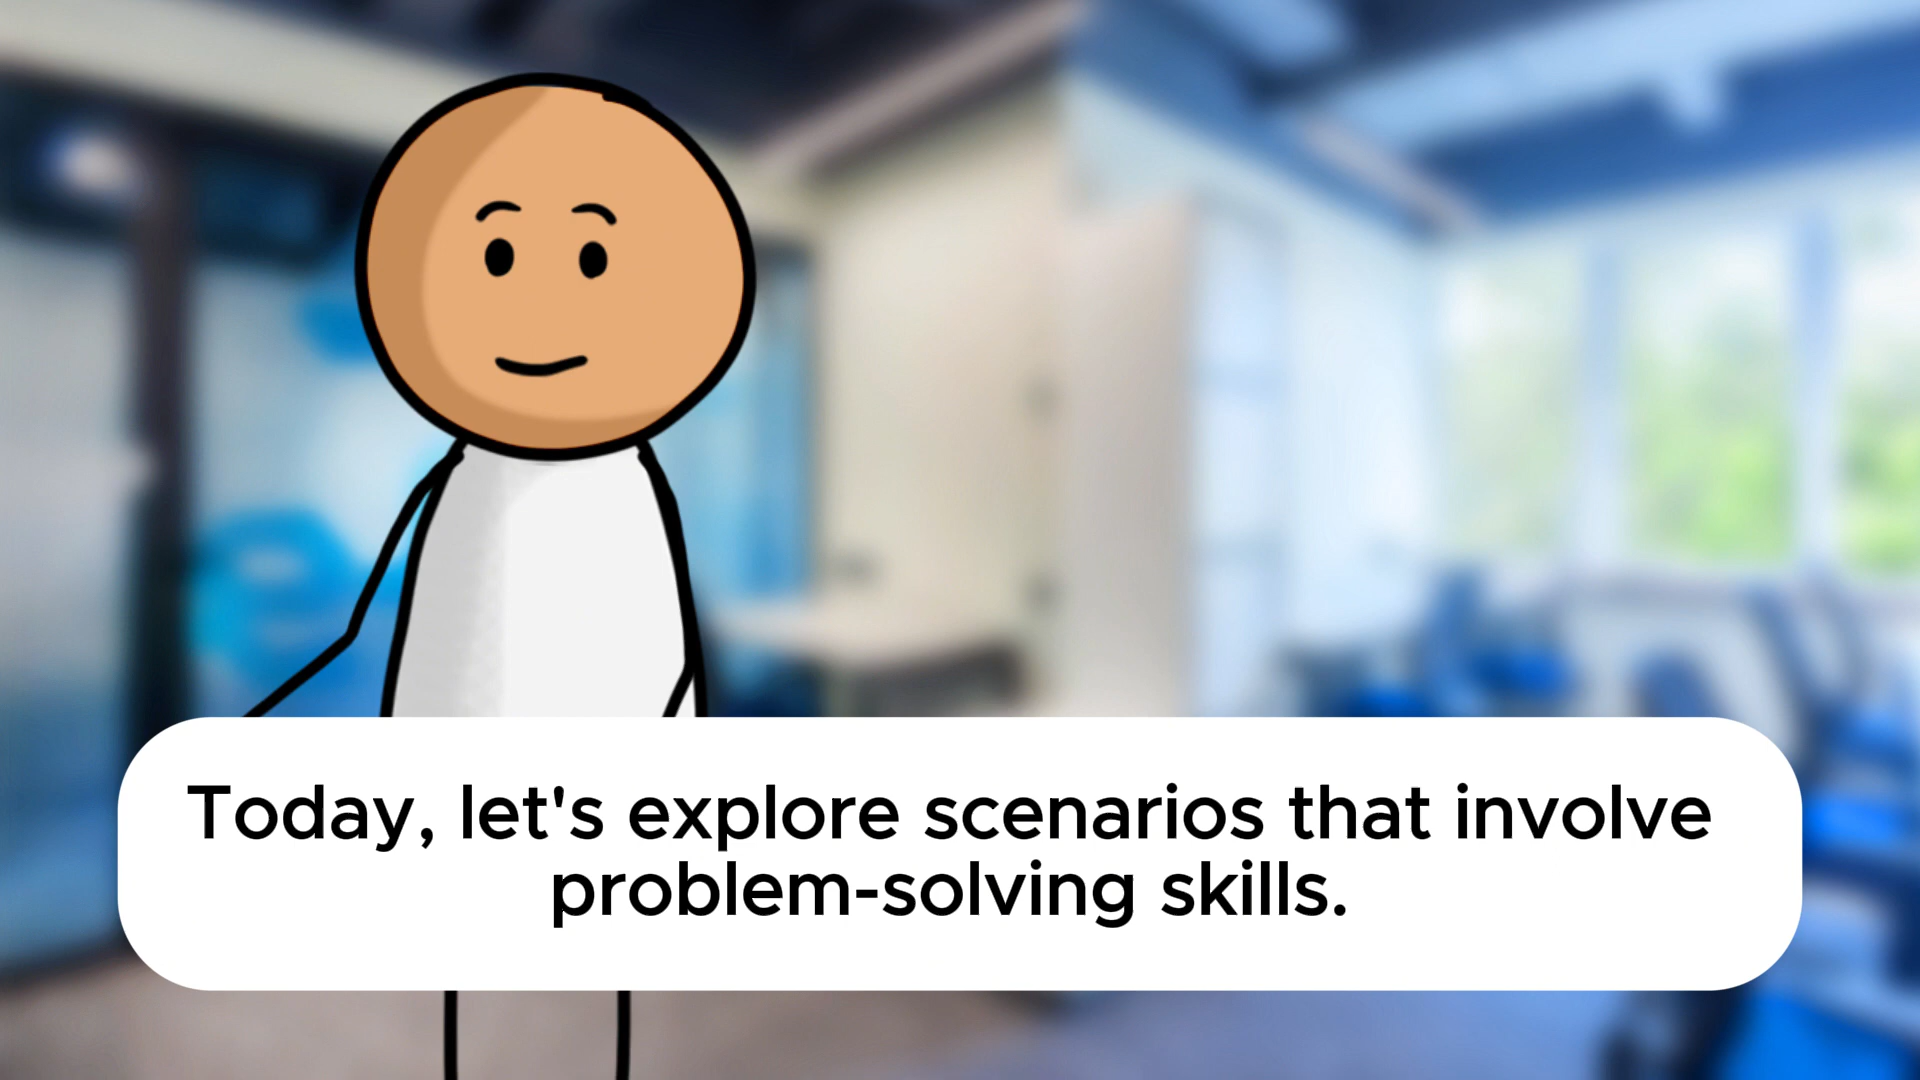 Today, let's explore scenarios that involve
problem-solving skills.